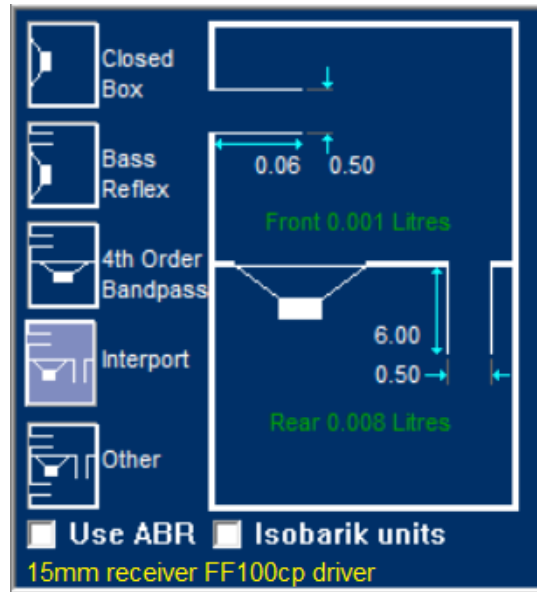 Closed
Box
Bass
Reflex
4th Order
Bandpass
Interport
Other
0.06 0.50
Front 0.001 Litres
6.00
0.50
Rear 0.008 Litres
Use ABR Isobarik units
15mm receiver FF100cp driver